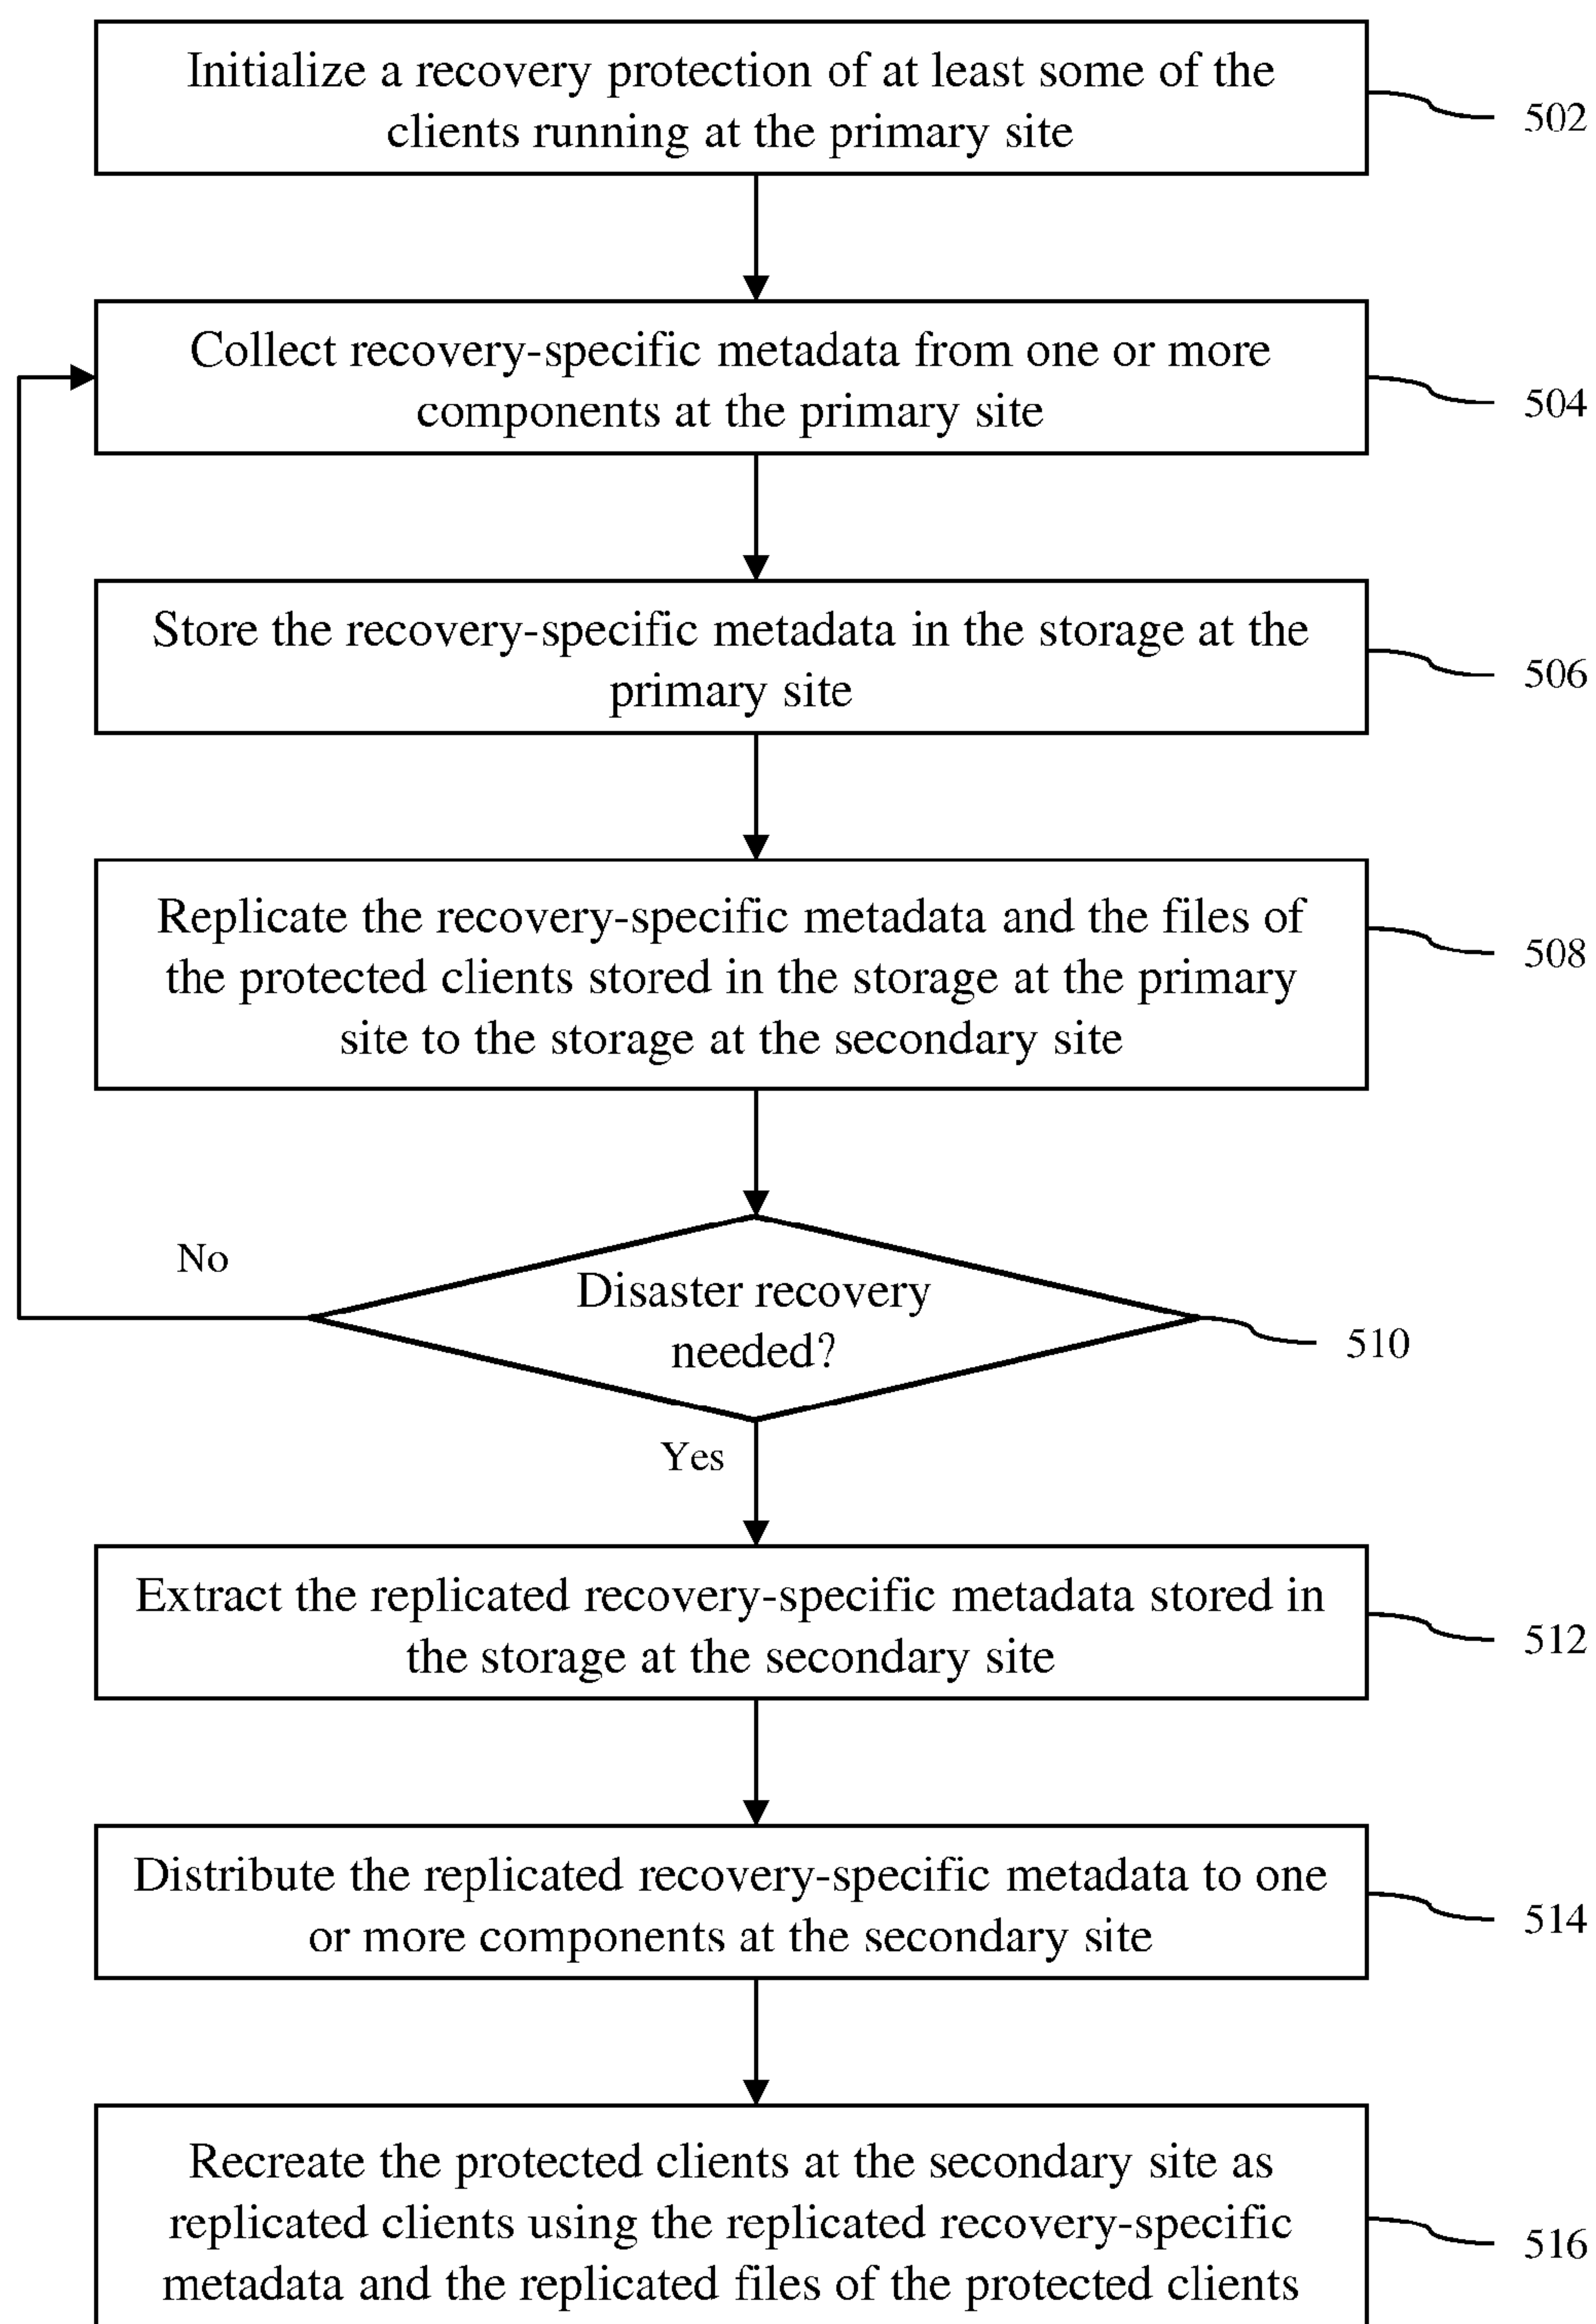 Initialize a recovery protection of at least some of the
clients running at the primary site
502
Collect recovery-specific metadata from one or more
components at the primary site
504
Store the recovery-specific metadata in the storage at the
primary site
506
Replicate the recovery-specific metadata and the files of
the protected clients stored in the storage at the primary
site to the storage at the secondary site
508
No
Disaster recovery
needed?
510
Yes
Extract the replicated recovery-specific metadata stored in
the storage at the secondary site
512
Distribute the replicated recovery-specific metadata to one
or more components at the secondary site
514
Recreate the protected clients at the secondary site as
replicated clients using the replicated recovery-specific
metadata and the replicated files of the protected clients
516